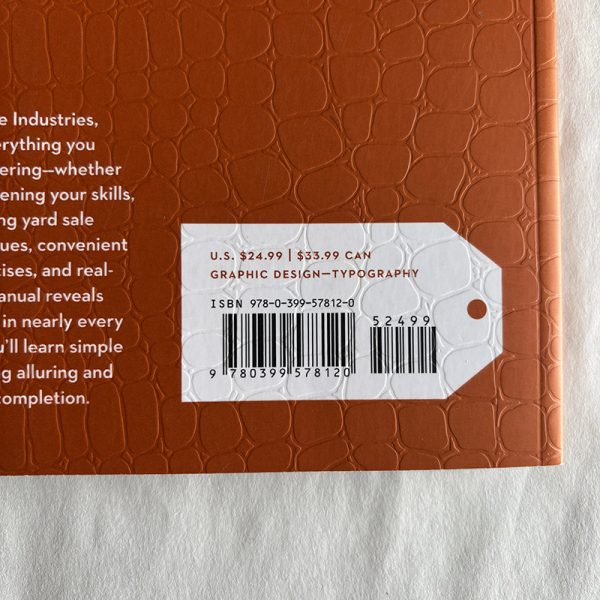 e Industries,
erything you
ering—whether
ening your skills,
ng yard sale
ues, convenient
ises, and real-
anual reveals
in nearly every
u'll learn simple
g alluring and
completion.
U.S. $24.99 | $33.99 CAN
GRAPHIC DESIGN—TYPOGRAPHY
ISBN 978-0-399-57812-0
52499
9 780399 578120